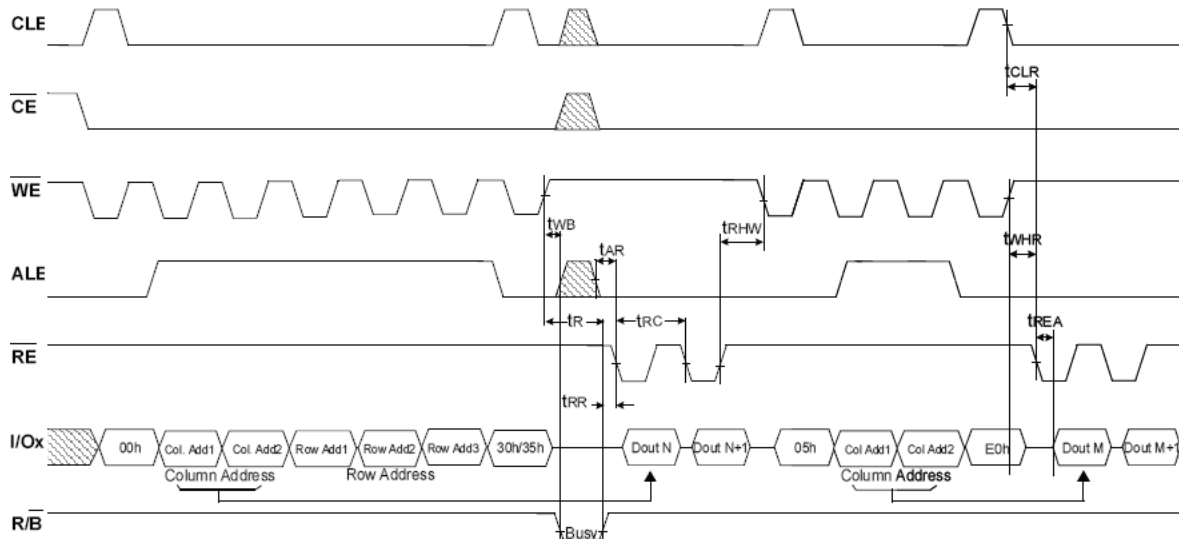 CLE
tCLR
CE
WE
tWB
tRHW
tWHR
tAR
ALE
tR
tRC
tREA
RE
tRR
I/Ox
00h
Col. Add1
Col. Add2
Row Add1
Row Add2
Row Add3
30h/35h
Dout N
Dout N+1
05h
Col Add1
Col Add2
E0h
Dout M
Dout M+1
Column Address
Row Address
Column Address
R/B
Busy